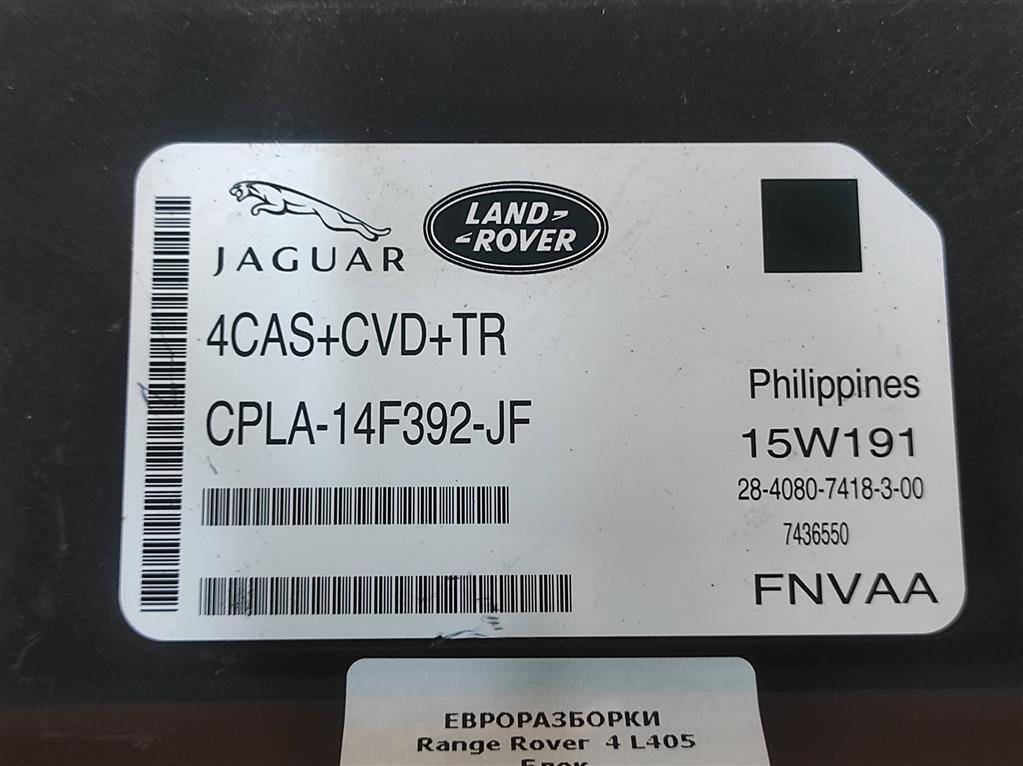 JAGUAR
LAND-
-ROVER
4CAS+CVD+TR
CPLA-14F392-JF
Philippines
15W191
28-4080-7418-3-00
7436550
FNVAA
ЕВРОРАЗБОРКИ
Range Rover 4 L405
Блок